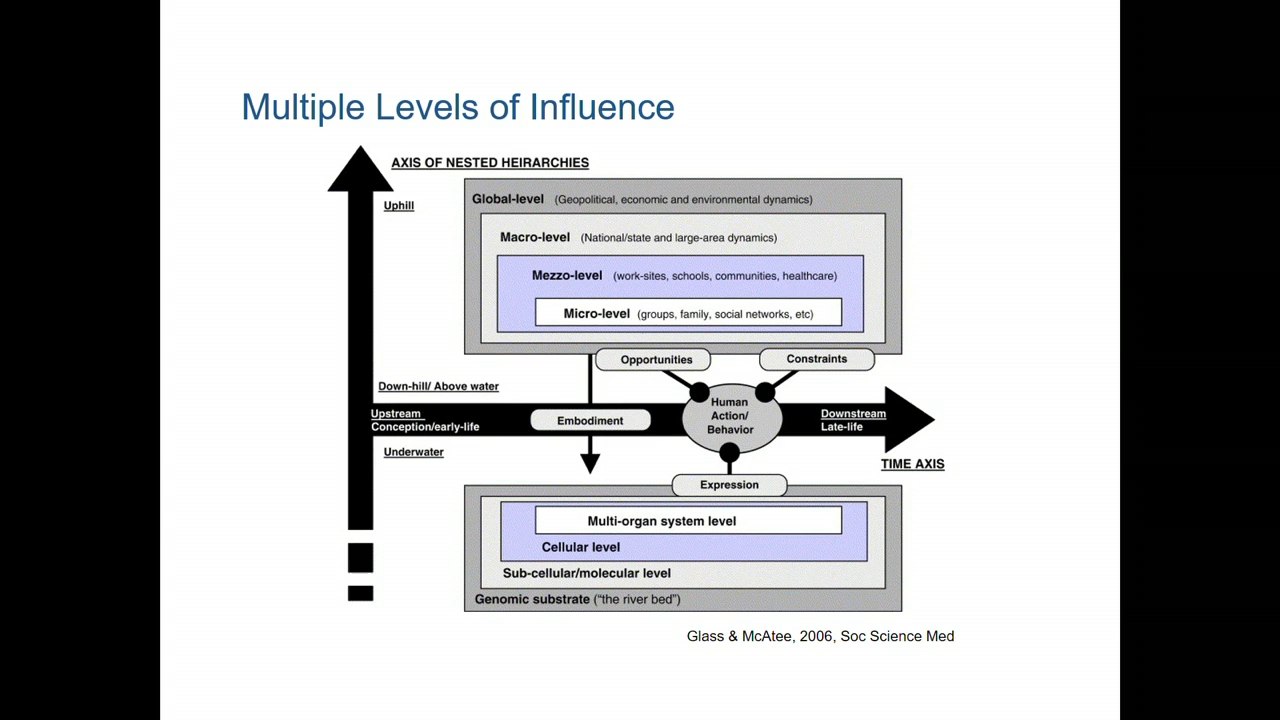 Multiple Levels of Influence
AXIS OF NESTED HEIRARCHIES
Uphill
Global-level (Geopolitical, economic and environmental dynamics)
Macro-level (National/state and large-area dynamics)
Mezzo-level (work-sites, schools, communities, healthcare)
Micro-level (groups, family, social networks, etc)
Opportunities
Constraints
Down-hill/ Above water
Upstream
Conception/early-life
Embodiment
Human
Action/
Behavior
Downstream
Late-life
Underwater
TIME AXIS
Expression
Multi-organ system level
Cellular level
Sub-cellular/molecular level
Genomic substrate (“the river bed”)
Glass & McAtee, 2006, Soc Science Med